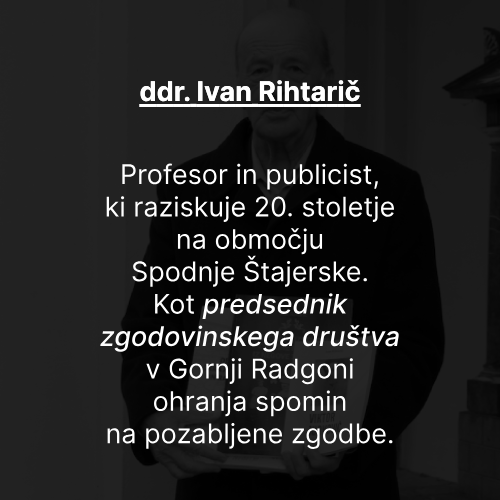 ddr. Ivan Rihtarič
Profesor in publicist,
ki raziskuje 20. stoletje
na območju
Spodnje Štajerske.
Kot predsednik
zgodovinskega društva
v Gornji Radgoni
ohranja spomin
na pozabljene zgodbe.